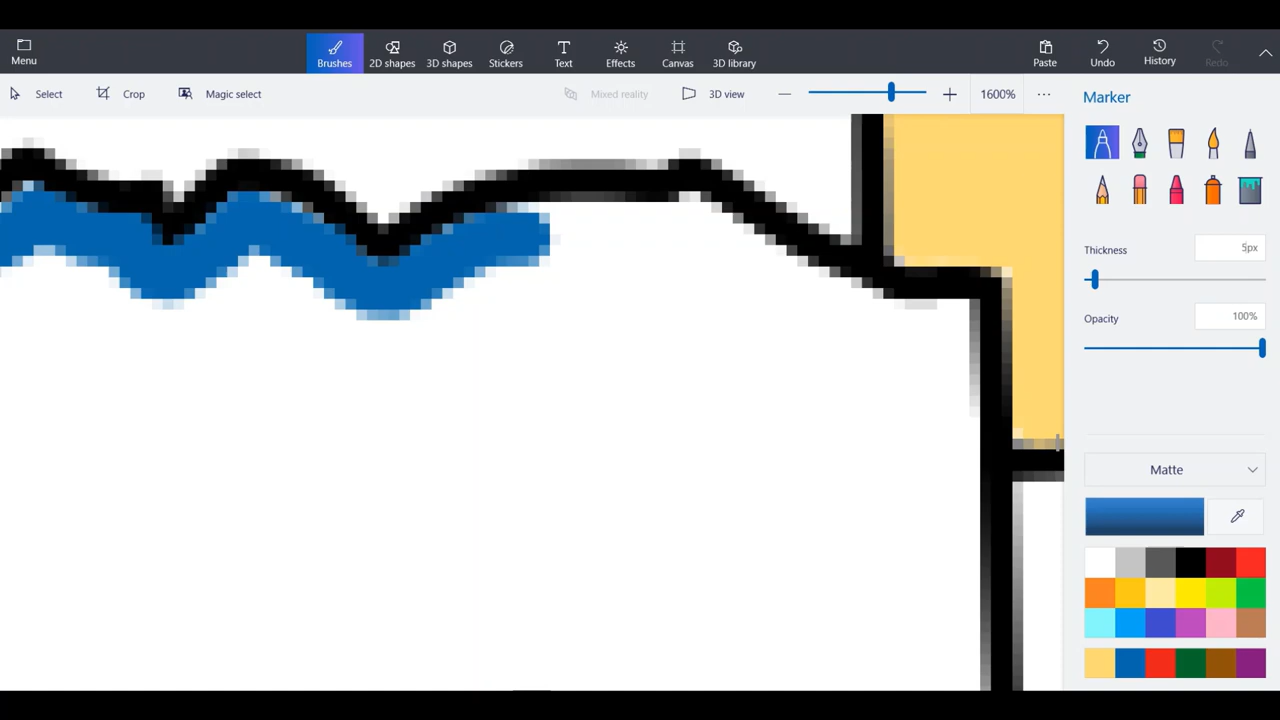 Menu
Brushes
2D shapes
3D shapes
Stickers
Text
Effects
Canvas
3D library
Paste
Undo
History
Redo
Select
Crop
Magic select
Mixed reality
3D view
1600%
Marker
Thickness
5px
Opacity
100%
Matte